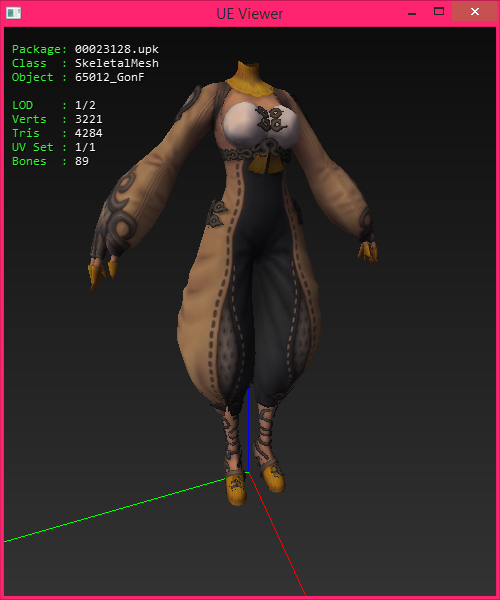 UE Viewer
Package: 00023128.upk
Class  : SkeletalMesh
Object : 65012_GonF
LOD    : 1/2
Verts  : 3221
Tris   : 4284
UV Set : 1/1
Bones  : 89